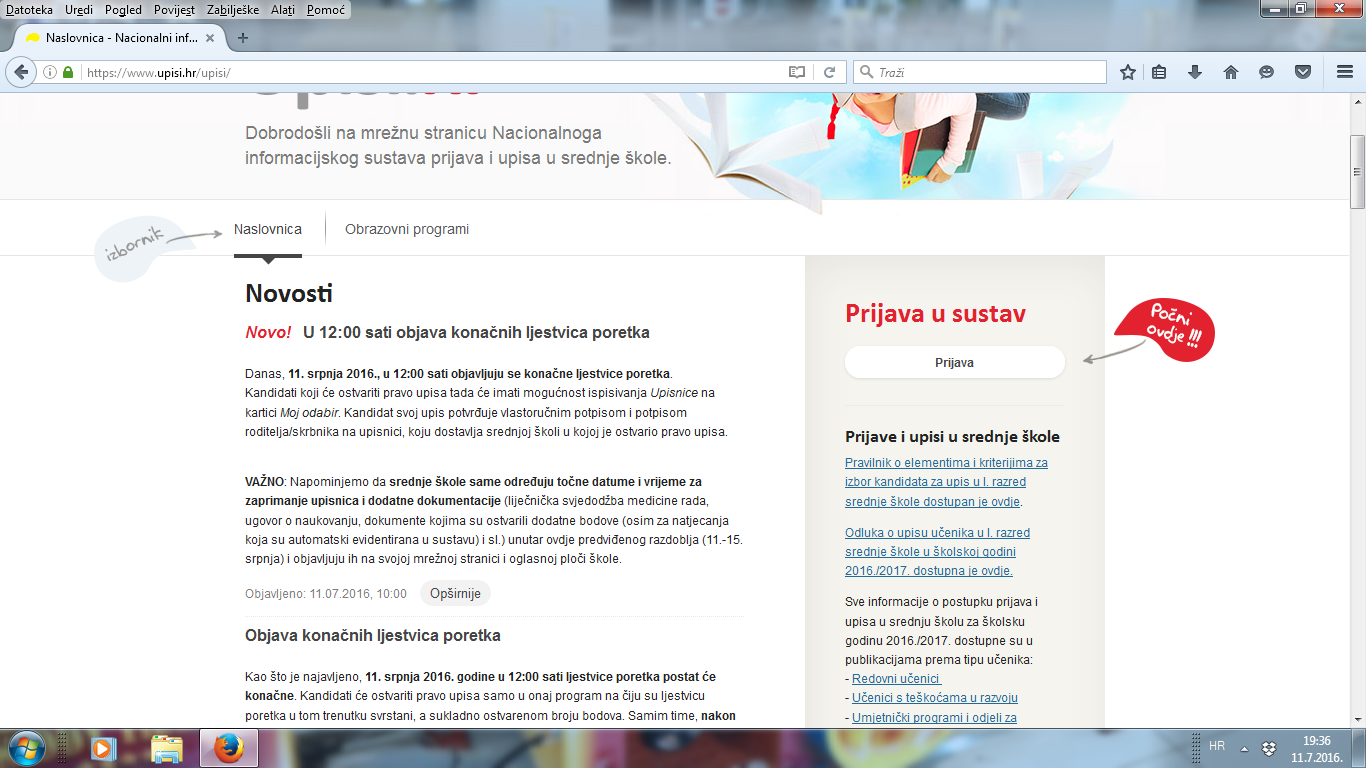 Datoteka Uredi Pogled Povijest Zabilješke Alati Pomoć
Naslovnica - Nacionalni inf...
https://www.upisi.hr/upisi/
Traži
Dobrodošli na mrežnu stranicu Nacionalnoga
informacijskog sustava prijava i upisa u srednje škole.
izbornik
Naslovnica
Obrazovni programi
Novosti
Novo! U 12:00 sati objava konačnih ljestvica poretka
Danas, 11. srpnja 2016., u 12:00 sati objavljuju se konačne ljestvice poretka.
Kandidati koji će ostvariti pravo upisa tada će imati mogućnost ispisivanja Upisnice na
kartici Moj odabir. Kandidat svoj upis potvrđuje vlastoručnim potpisom i potpisom
roditelja/skrbnika na upisnici, koju dostavlja srednjoj školi u kojoj je ostvario pravo upisa.
VAŽNO: Napominjemo da srednje škole same određuju točne datume i vrijeme za
zaprimanje upisnica i dodatne dokumentacije (liječnička svjedodžba medicine rada,
ugovor o naukovanju, dokumente kojima su ostvarili dodatne bodove (osim za natjecanja
koja su automatski evidentirana u sustavu) i sl.) unutar ovdje predviđenog razdoblja (11.-15.
srpnja) i objavljuju ih na svojoj mrežnoj stranici i oglasnoj ploči škole.
Objavljeno: 11.07.2016, 10:00 Opširnije
Objava konačnih ljestvica poretka
Kao što je najavljeno, 11. srpnja 2016. godine u 12:00 sati ljestvice poretka postat će
konačne. Kandidati će ostvariti pravo upisa samo u onaj program na čiju su ljestvicu
poretka u tom trenutku svrstani, a sukladno ostvarenom broju bodova. Samim time, nakon
Prijava u sustav
Prijava
Počni
ovdje !!!
Prijave i upisi u srednje škole
Pravilnik o elementima i kriterijima za
izbor kandidata za upis u I. razred
srednje škole dostupan je ovdje.
Odluka o upisu učenika u I. razred
srednje škole u školskoj godini
2016./2017. dostupna je ovdje.
Sve informacije o postupku prijava i
upisa u srednju školu za školsku
godinu 2016./2017. dostupne su u
publikacijama prema tipu učenika:
- Redovni učenici
- Učenici s teškoćama u razvoju
- Umjetnički programi i odjeli za
HR
19:36
11.7.2016.